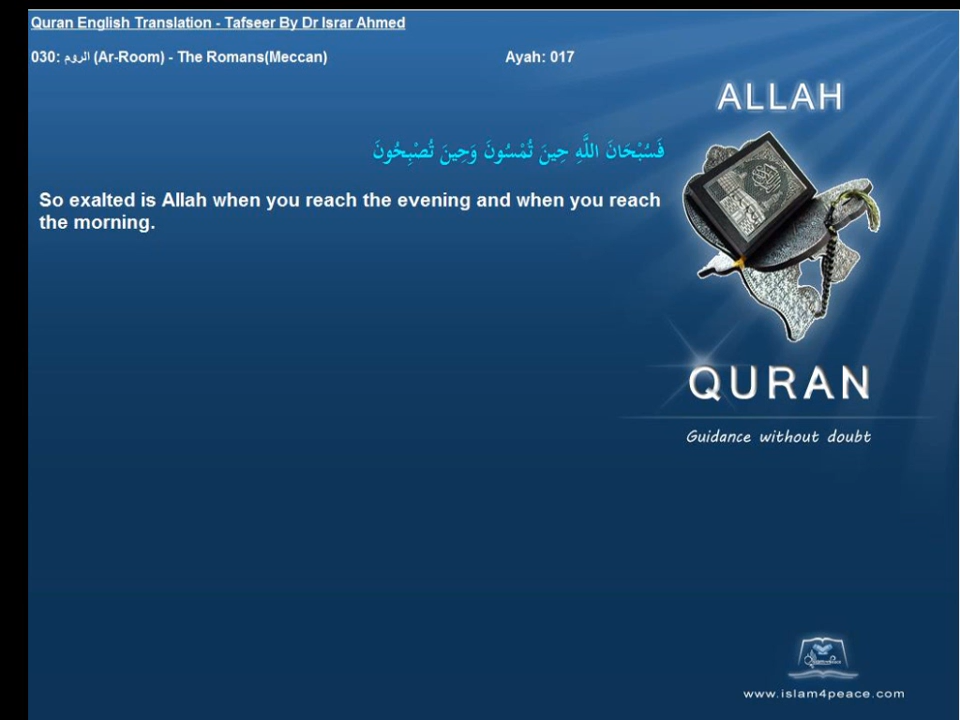 Quran English Translation - Tafseer By Dr Israr Ahmed
030: الروم (Ar-Room) - The Romans(Meccan) Ayah: 017
ALLAH
فَسُبْحَانَ اللَّهِ حِينَ تُمْسُونَ وَحِينَ تُصْبِحُونَ
So exalted is Allah when you reach the evening and when you reach
the morning.
QURAN
Guidance without doubt
www.islam4peace.com